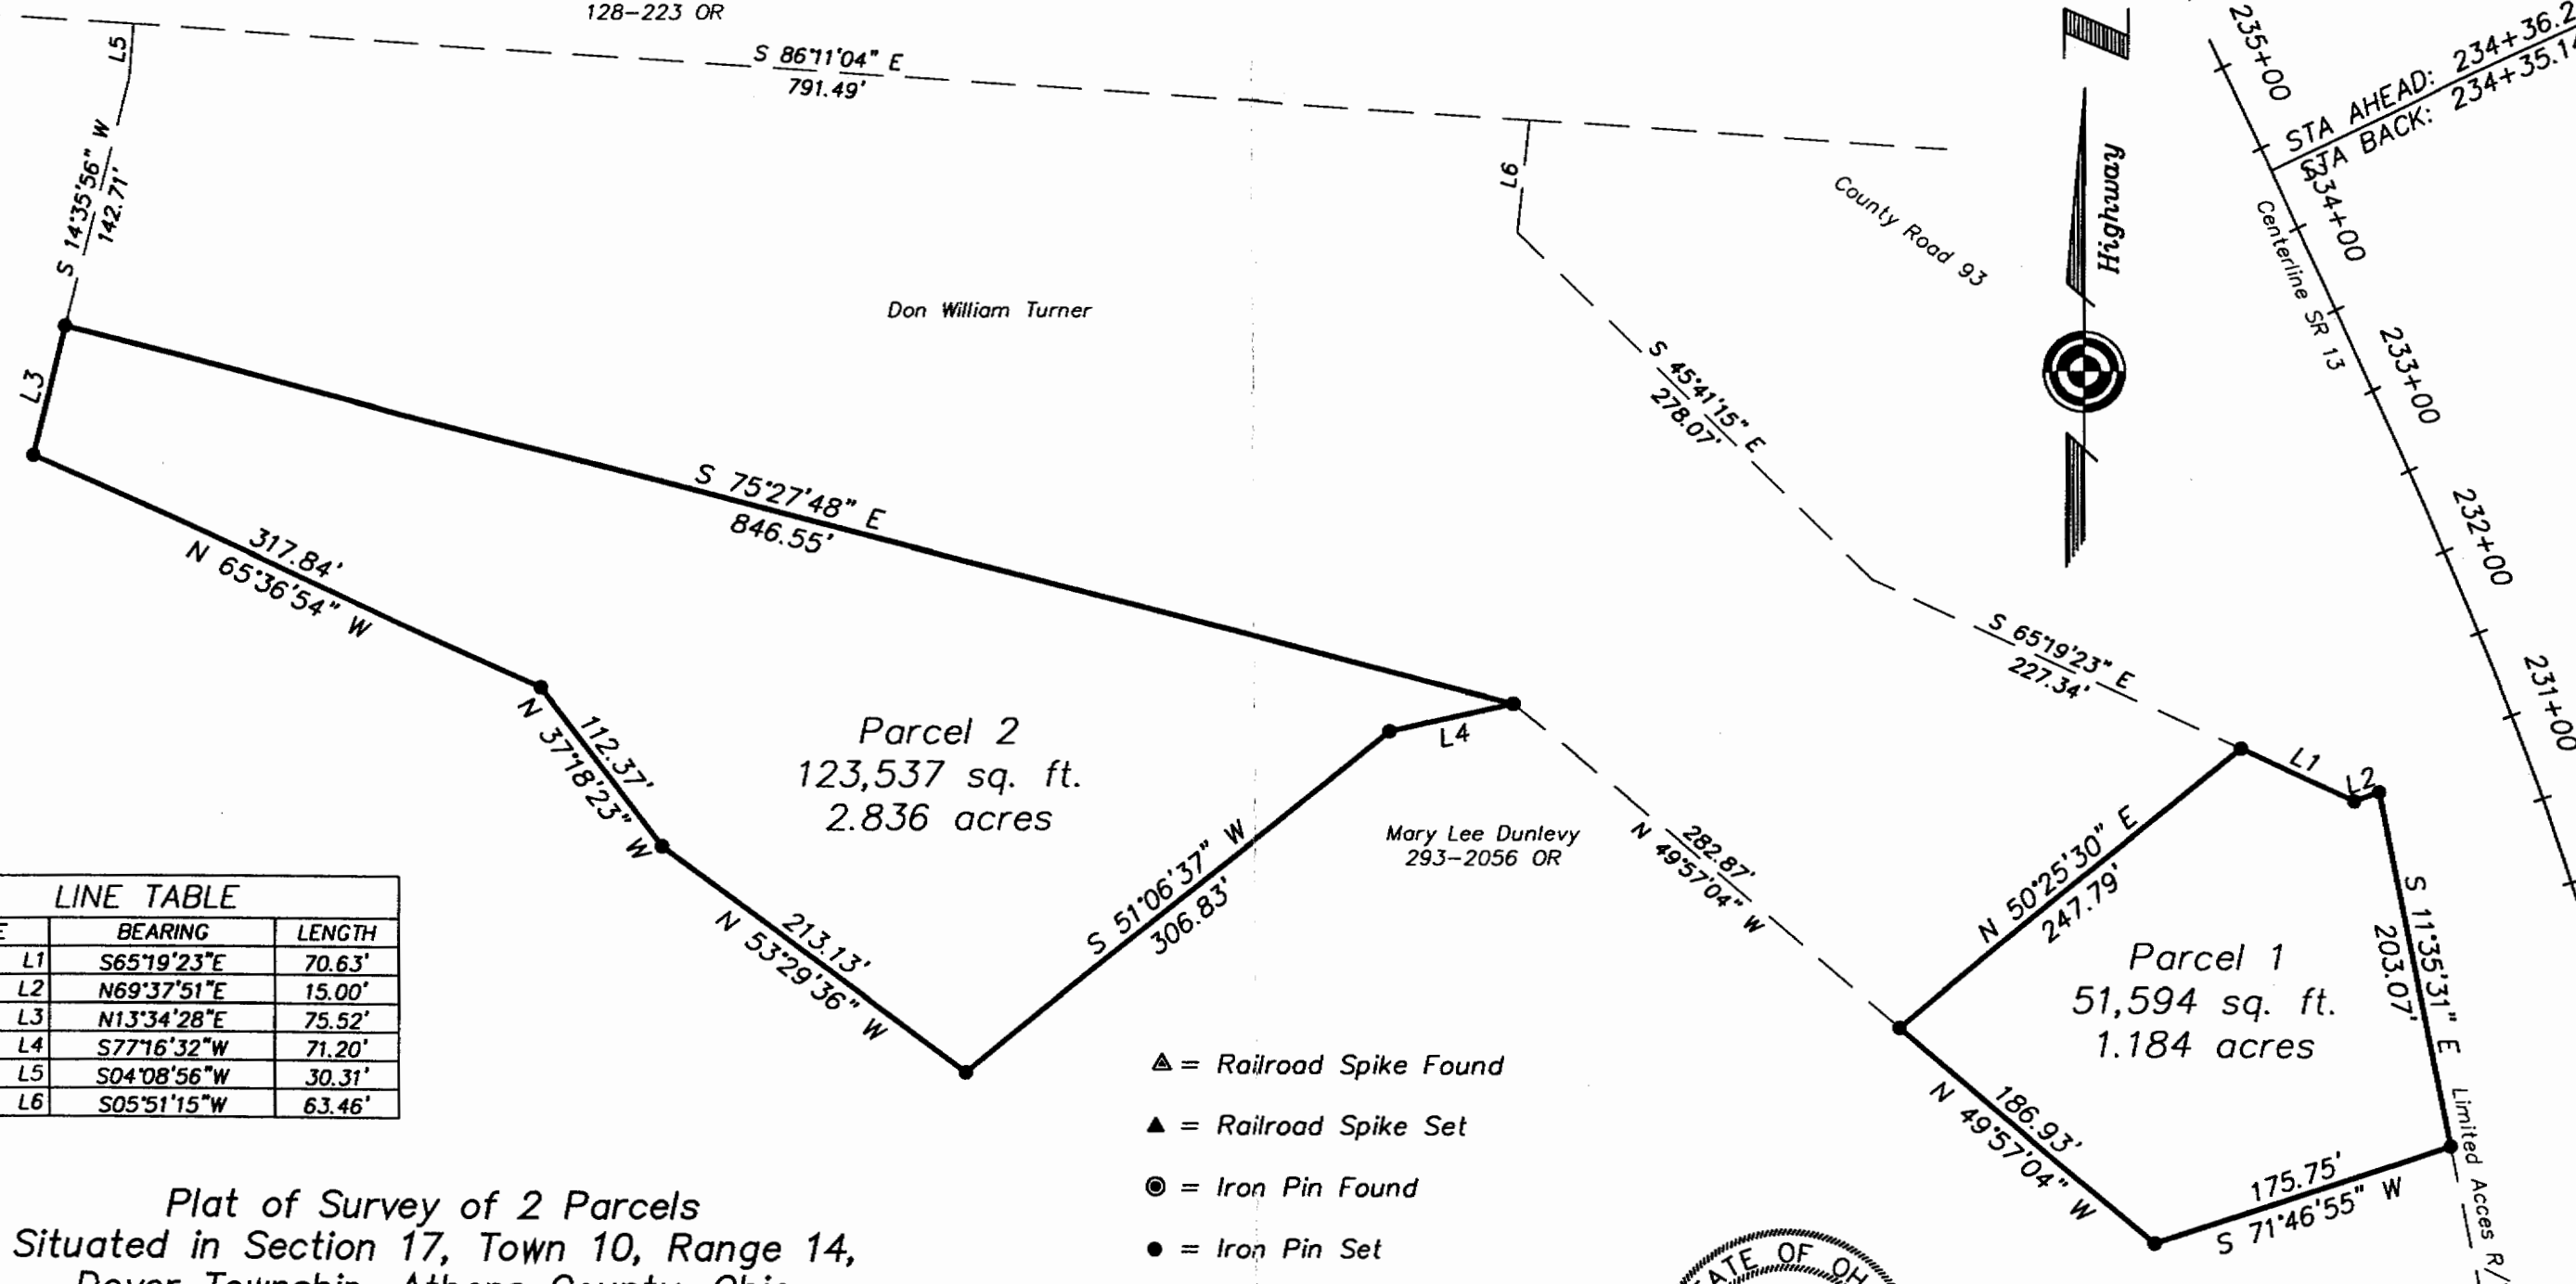 128-223 OR
L5
S 86°11'04" E
791.49'
S 14°35'56" W
142.71'
L6
County Road 93
Highway
235+00
STA AHEAD: 234+36.2
STA BACK: 234+35.14
234+00
Centerline SR 13
233+00
232+00
231+00
Don William Turner
S 45°41'15" E
278.07'
L3
S 75°27'48" E
846.55'
317.84'
N 65°36'54" W
S 65°19'23" E
227.34'
112.37'
N 37°18'23" W
Parcel 2
123,537 sq. ft.
2.836 acres
L4
L1
L2
Mary Lee Dunlevy
293-2056 OR
282.87'
N 49°57'04" W
N 50°25'30" E
247.79'
S 11°35'31" E
203.07'
S 51°06'37" W
306.83'
213.13'
N 53°29'36" W
Parcel 1
51,594 sq. ft.
1.184 acres
LINE TABLE
E BEARING LENGTH
L1 S65°19'23"E 70.63'
L2 N69°37'51"E 15.00'
L3 N13°34'28"E 75.52'
L4 S77°16'32"W 71.20'
L5 S04°08'56"W 30.31'
L6 S05°51'15"W 63.46'
186.93'
N 49°57'04" W
175.75'
S 71°46'55" W
Limited Acces R/
= Railroad Spike Found
= Railroad Spike Set
= Iron Pin Found
= Iron Pin Set
Plat of Survey of 2 Parcels
Situated in Section 17, Town 10, Range 14,
Dover Township, Athens County, Ohio
ATE OF OH